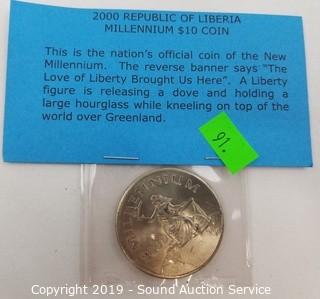 2000 REPUBLIC OF LIBERIA
MILLENNIUM $10 COIN
This is the nation's official coin of the New
Millennium. The reverse banner says "The
Love of Liberty Brought Us Here". A Liberty
figure is releasing a dove and holding a
large hourglass while kneeling on top of the
world over Greenland.
91.
MILLENNIUM
Copyright 2019 - Sound Auction Service